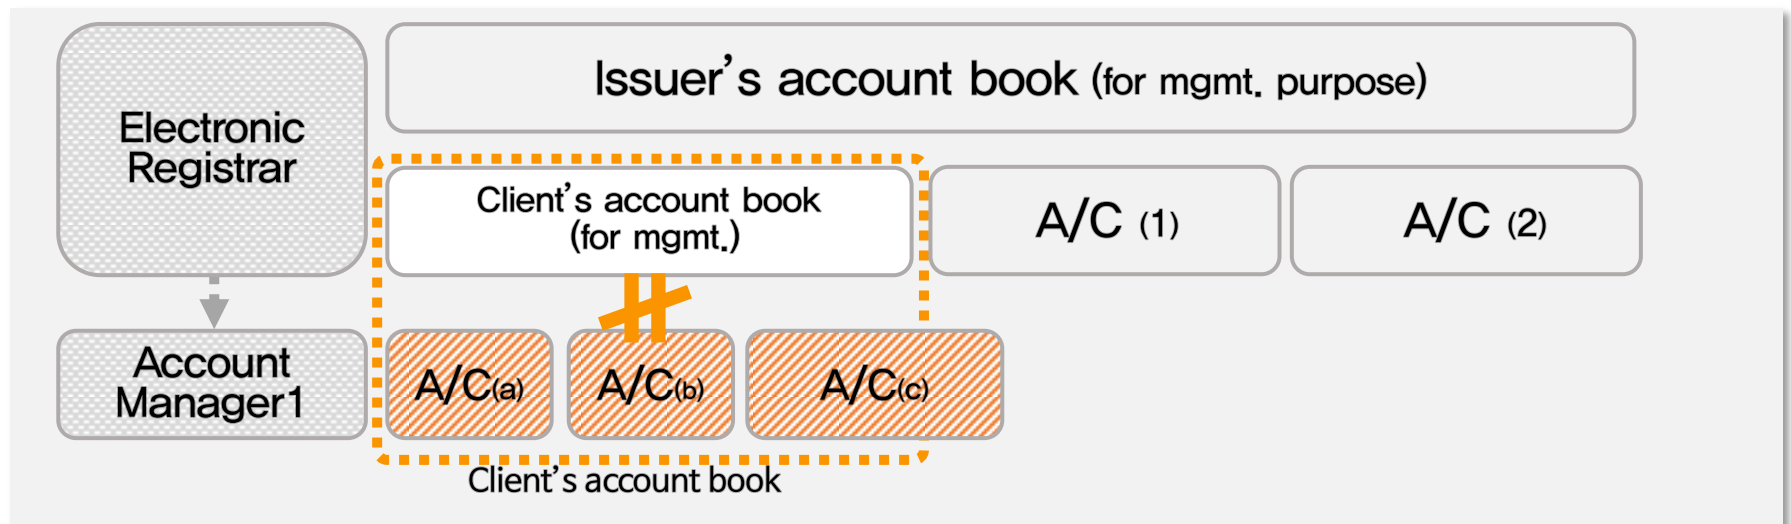 Electronic
Registrar
Issuer’s account book (for mgmt. purpose)
Client’s account book
(for mgmt.)
A/C (1)
A/C (2)
Account
Manager1
A/C(a)
A/C(b)
A/C(c)
Client’s account book